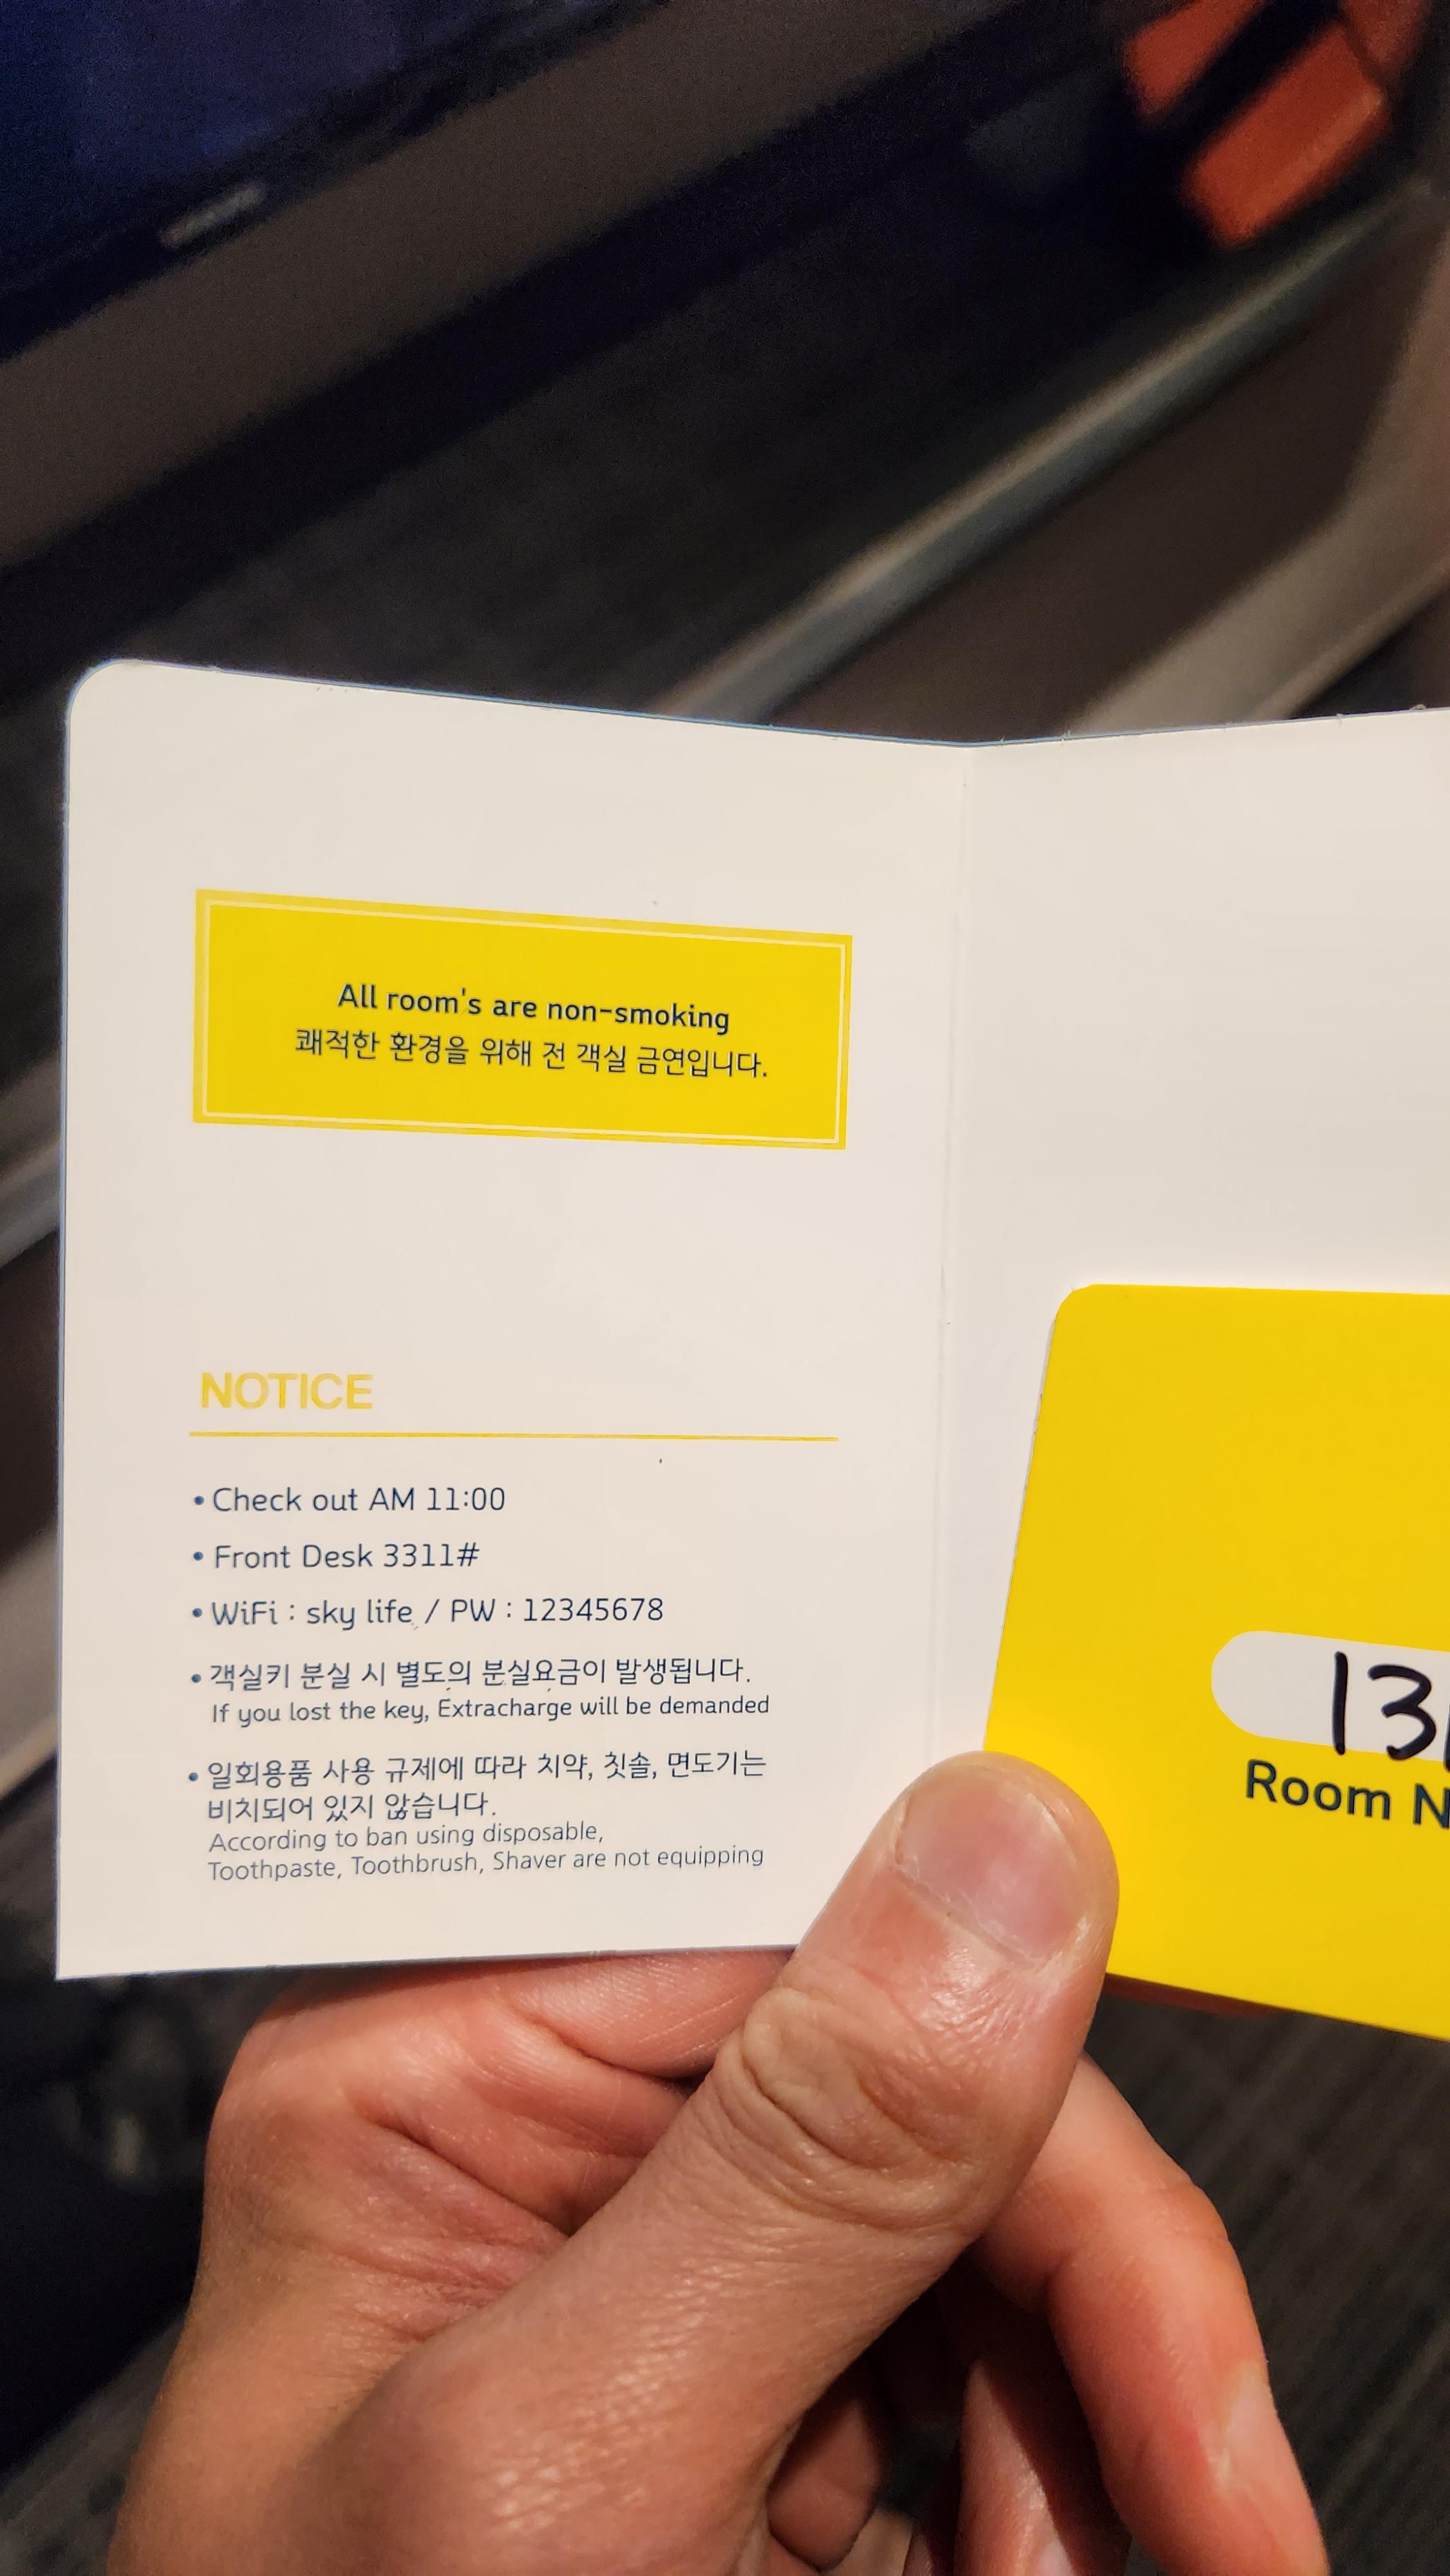 All room's are non-smoking
쾌적한 환경을 위해 전 객실 금연입니다.
NOTICE
• Check out AM 11:00
• Front Desk 3311#
• WiFi : sky life / PW : 12345678
• 객실키 분실 시 별도의 분실요금이 발생됩니다.
If you lost the key, Extracharge will be demanded
• 일회용품 사용 규제에 따라 치약, 칫솔, 면도기는
비치되어 있지 않습니다.
According to ban using disposable,
Toothpaste, Toothbrush, Shaver are not equipping
13
Room N